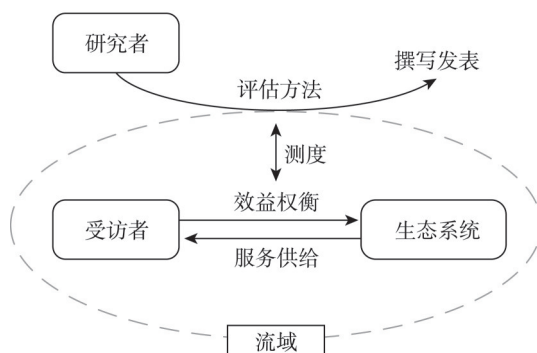 研究者
撰写发表
评估方法
测度
效益权衡
受访者
生态系统
服务供给
流域